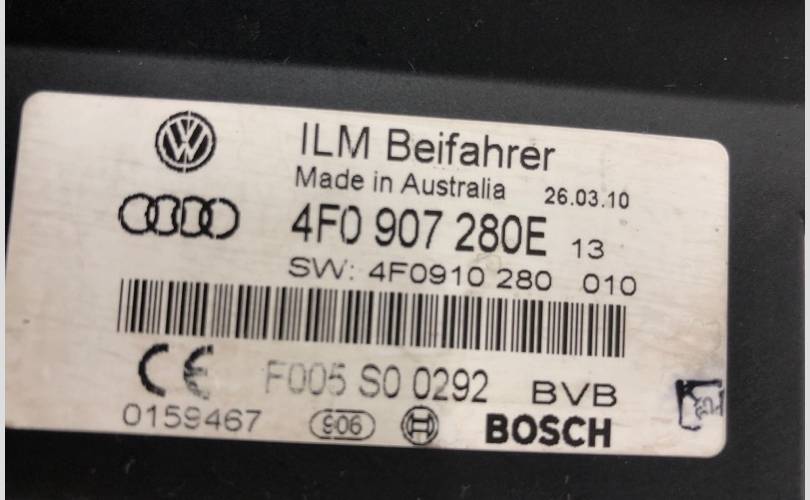 ILM Beifahrer
Made in Australia 26.03.10
4F0 907 280E 13
SW: 4F0910 280 010
CE F005 S0 0292 BVB
0159467 906 BOSCH